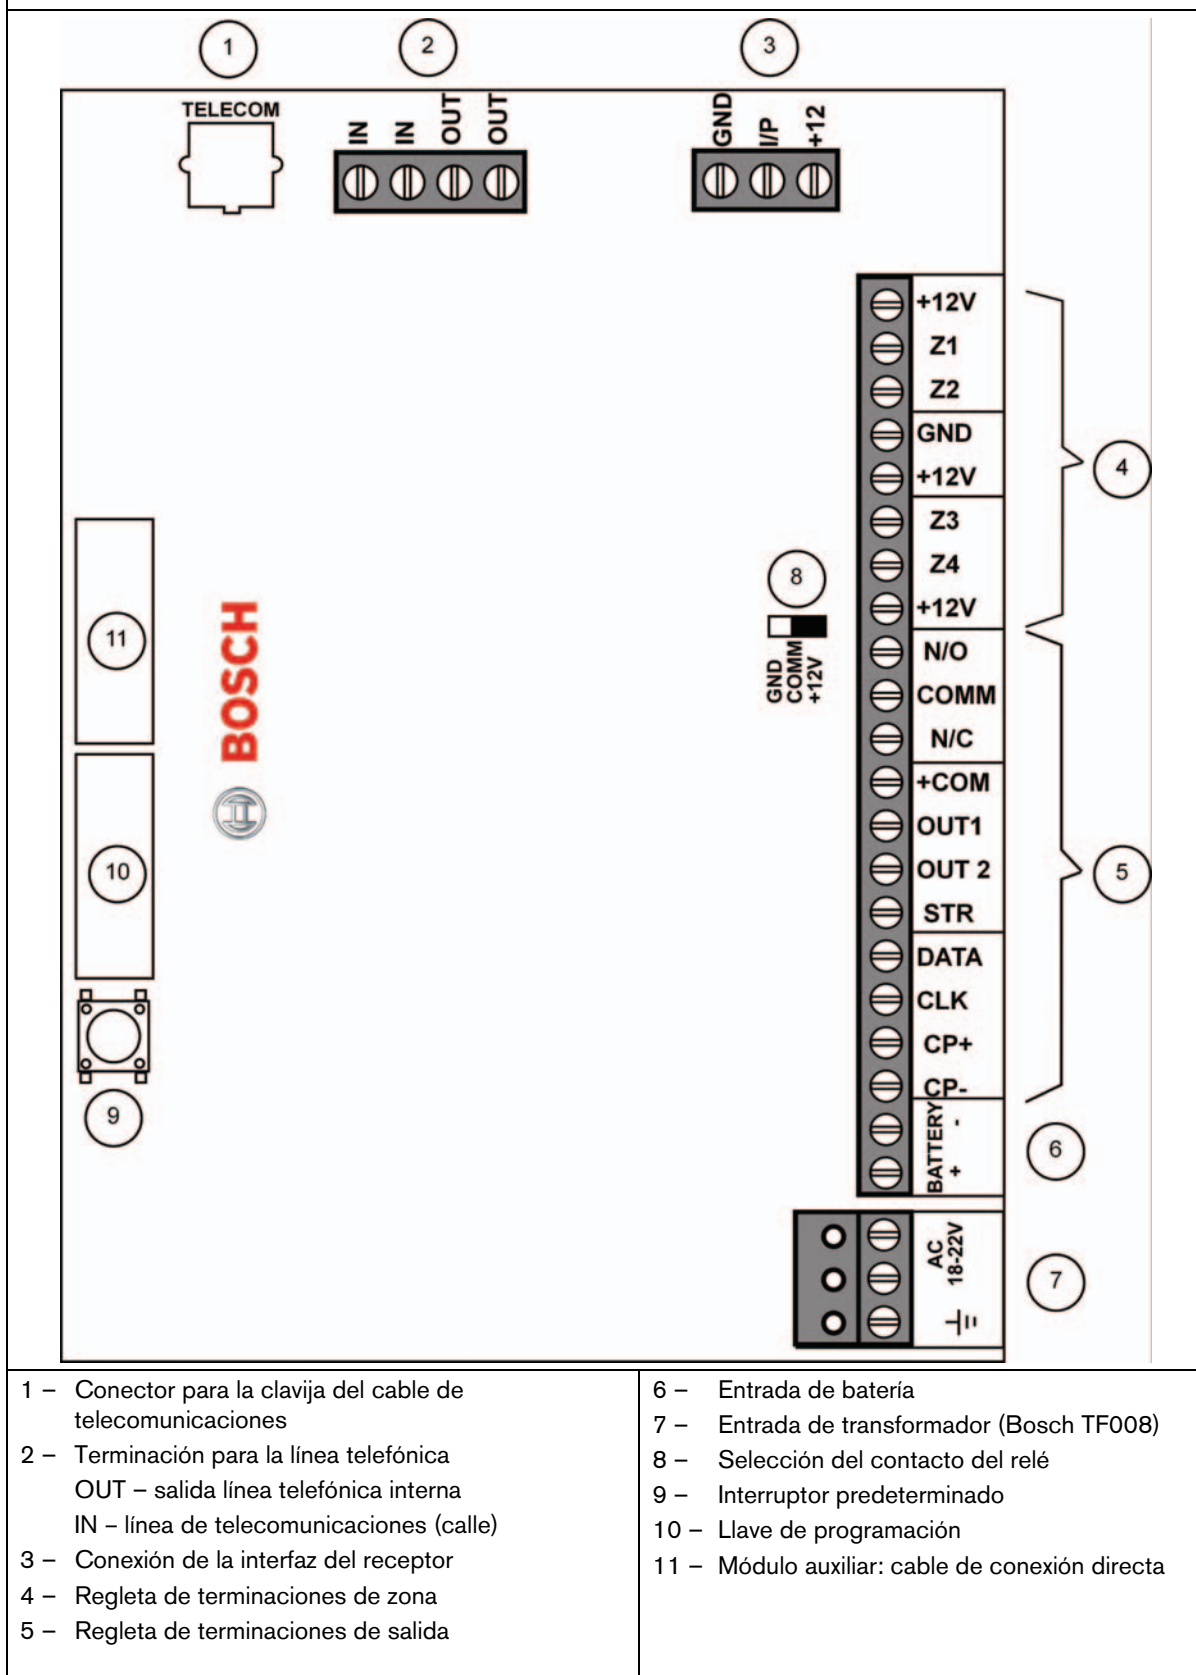 1
2
3
TELECOM
IN
IN
OUT
OUT
GND
I/P
+12
+12V
Z1
Z2
GND
+12V
Z3
Z4
+12V
4
8
GND
COMM
+12V
N/O
COMM
N/C
+COM
OUT1
OUT 2
STR
DATA
CLK
CP+
CP-
5
BATTERY
-
+
6
AC
18-22V
7
11
BOSCH
10
9
1 – Conector para la clavija del cable de
telecomunicaciones
2 – Terminación para la línea telefónica
OUT – salida línea telefónica interna
IN – línea de telecomunicaciones (calle)
3 – Conexión de la interfaz del receptor
4 – Regleta de terminaciones de zona
5 – Regleta de terminaciones de salida
6 – Entrada de batería
7 – Entrada de transformador (Bosch TF008)
8 – Selección del contacto del relé
9 – Interruptor predeterminado
10 – Llave de programación
11 – Módulo auxiliar: cable de conexión directa